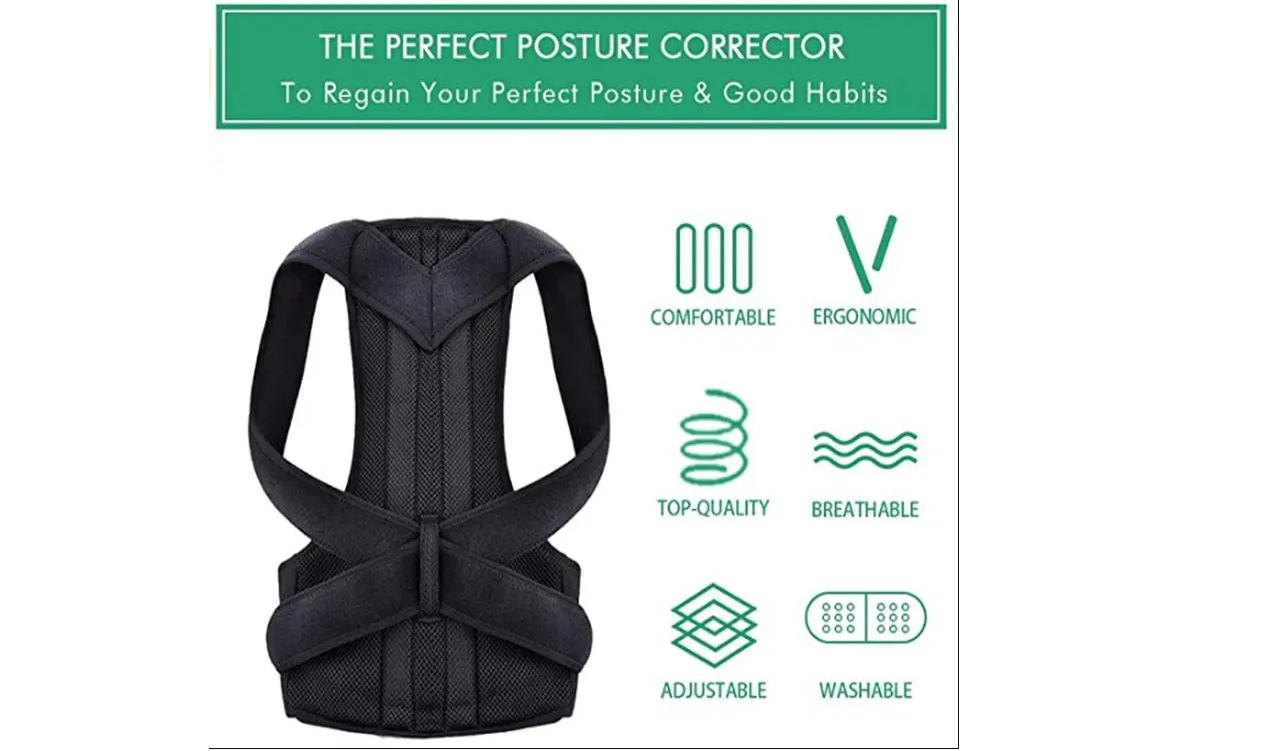 THE PERFECT POSTURE CORRECTOR
To Regain Your Perfect Posture & Good Habits
COMFORTABLE
ERGONOMIC
TOP-QUALITY
BREATHABLE
ADJUSTABLE
WASHABLE